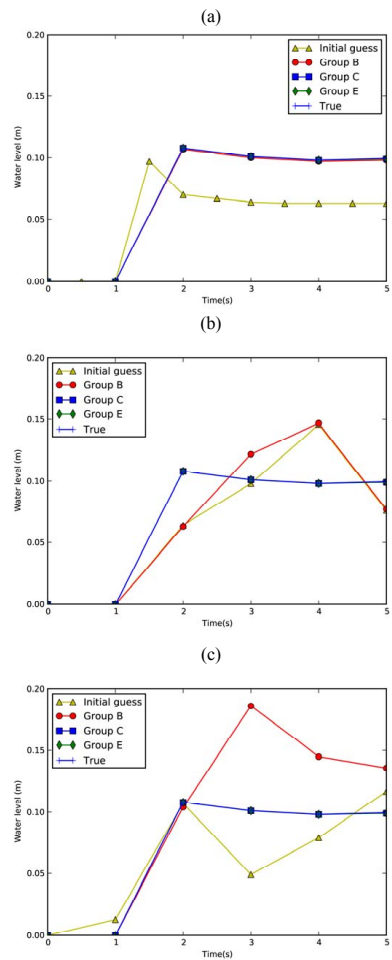 (a)
0.20
0.15
0.10
0.05
0.00
Water level (m)
Initial guess
Group B
Group C
Group E
True
0 1 2 3 4 5
Time(s)
(b)
0.20
0.15
0.10
0.05
0.00
Water level (m)
Initial guess
Group B
Group C
Group E
True
0 1 2 3 4 5
Time(s)
(c)
0.20
0.15
0.10
0.05
0.00
Water level (m)
Initial guess
Group B
Group C
Group E
True
0 1 2 3 4 5
Time(s)